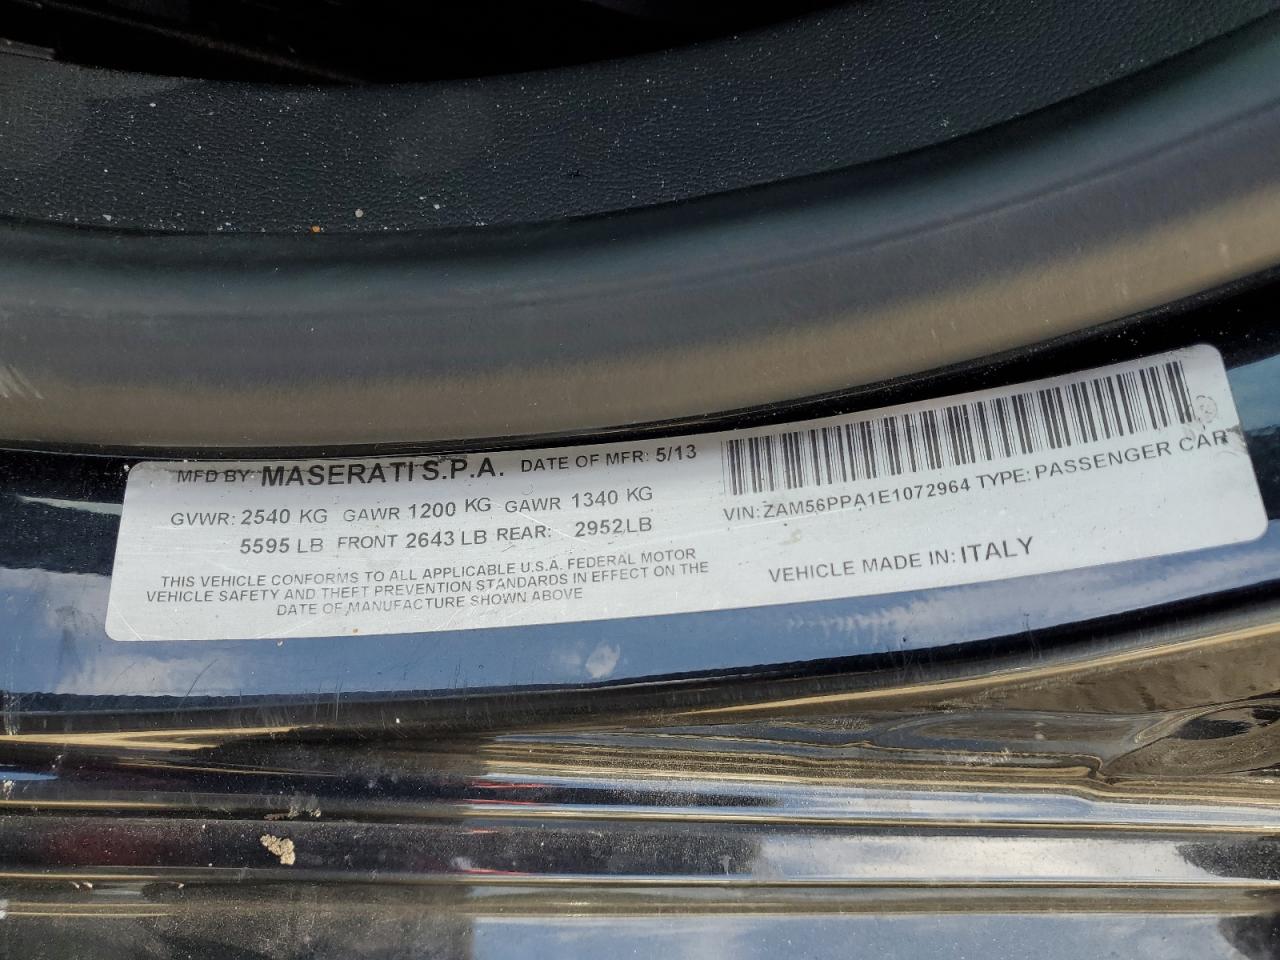 MFD BY: MASERATI S.P.A. DATE OF MFR: 5/13
GVWR: 2540 KG GAWR 1200 KG GAWR 1340 KG
5595 LB FRONT 2643 LB REAR: 2952LB
THIS VEHICLE CONFORMS TO ALL APPLICABLE U.S.A. FEDERAL MOTOR
VEHICLE SAFETY AND THEFT PREVENTION STANDARDS IN EFFECT ON THE
DATE OF MANUFACTURE SHOWN ABOVE
VIN: ZAM56PPA1E1072964 TYPE: PASSENGER CAR
VEHICLE MADE IN: ITALY